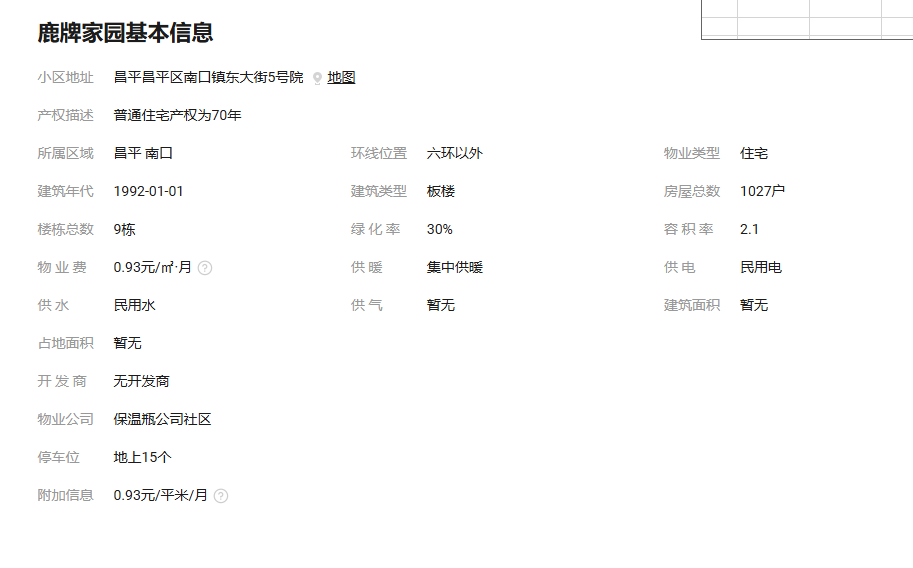 鹿牌家园基本信息
小区地址 昌平昌平区南口镇东大街5号院 地图
产权描述 普通住宅产权为70年
所属区域 昌平 南口 环线位置 六环以外 物业类型 住宅
建筑年代 1992-01-01 建筑类型 板楼 房屋总数 1027户
楼栋总数 9栋 绿 化 率 30% 容 积 率 2.1
物 业 费 0.93元/㎡·月 供 暖 集中供暖 供 电 民用电
供 水 民用水 供 气 暂无 建筑面积 暂无
占地面积 暂无
开 发 商 无开发商
物业公司 保温瓶公司社区
停车位 地上15个
附加信息 0.93元/平米/月